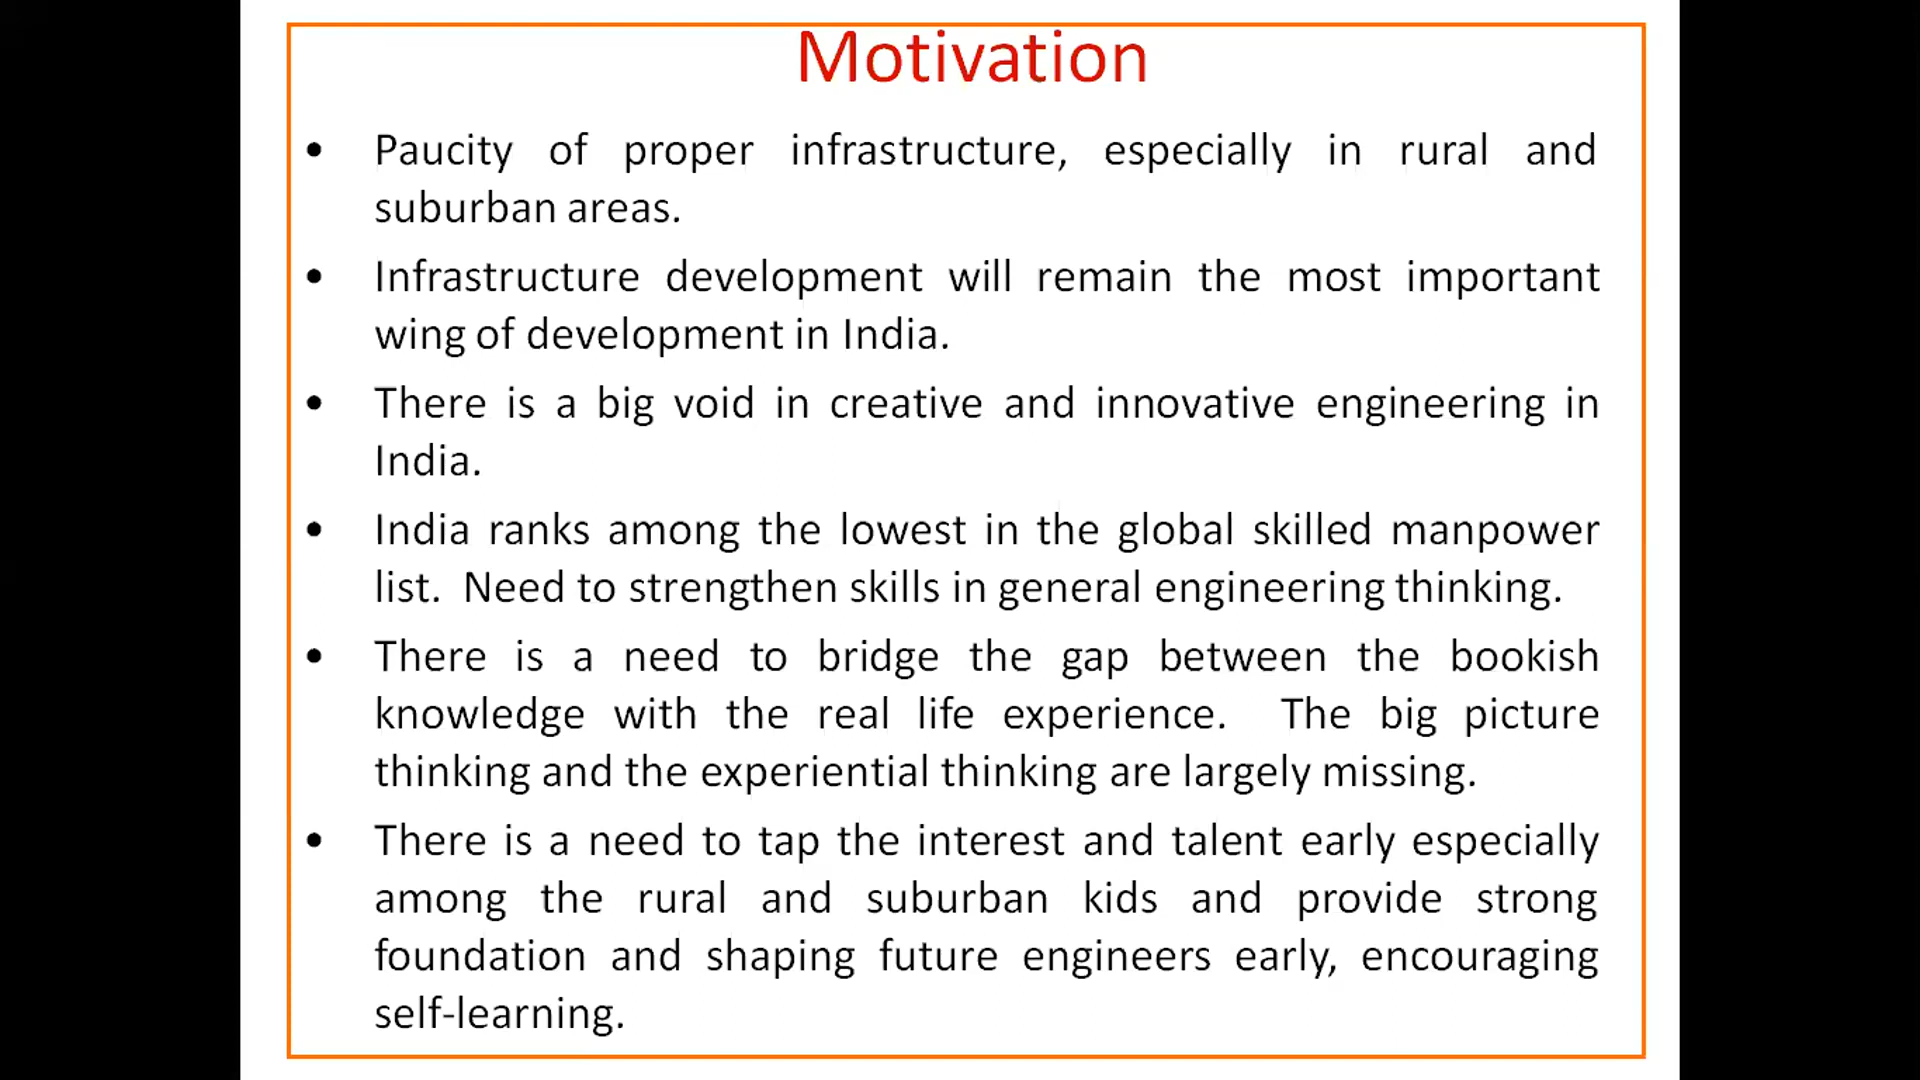 Motivation
• Paucity of proper infrastructure, especially in rural and
suburban areas.
• Infrastructure development will remain the most important
wing of development in India.
• There is a big void in creative and innovative engineering in
India.
• India ranks among the lowest in the global skilled manpower
list.  Need to strengthen skills in general engineering thinking.
• There is a need to bridge the gap between the bookish
knowledge with the real life experience.  The big picture
thinking and the experiential thinking are largely missing.
• There is a need to tap the interest and talent early especially
among the rural and suburban kids and provide strong
foundation and shaping future engineers early, encouraging
self-learning.